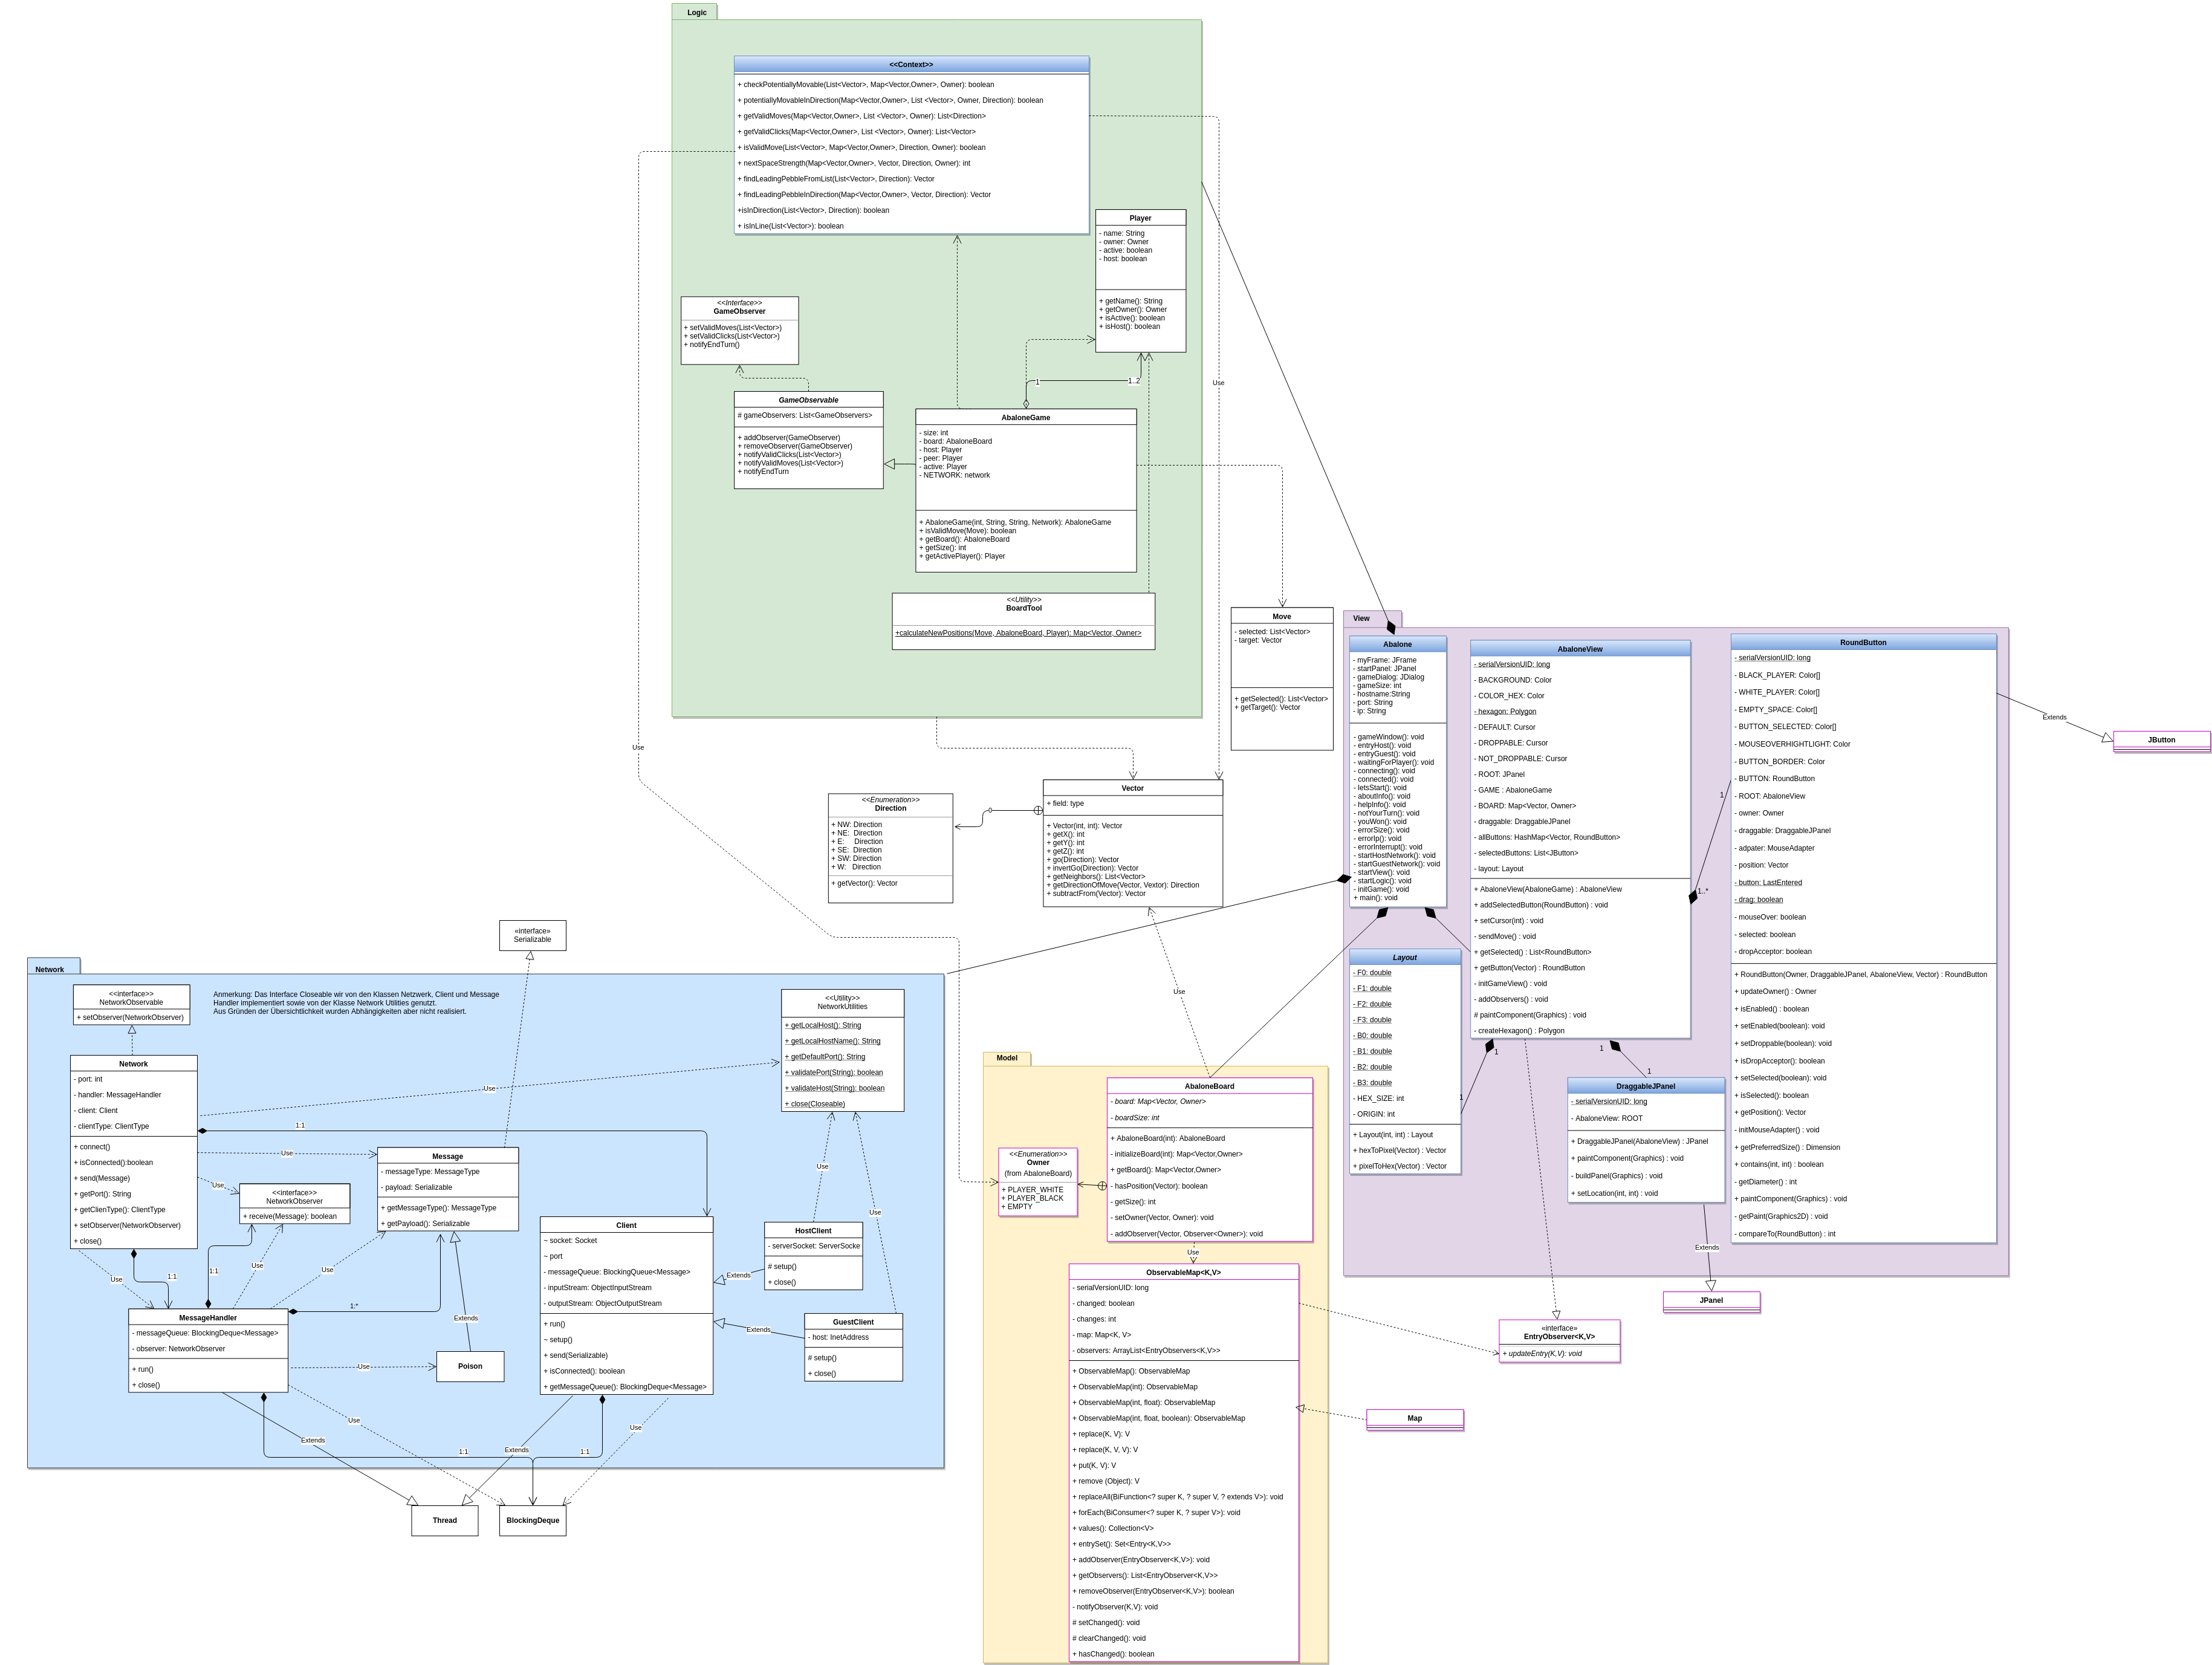 Logic
<<Context>>
+ checkPotentiallyMovable(List<Vector>, Map<Vector,Owner>, Owner): boolean
+ potentiallyMovableInDirection(Map<Vector,Owner>, List <Vector>, Owner, Direction): boolean
+ getValidMoves(Map<Vector,Owner>, List <Vector>, Owner): List<Direction>
+ getValidClicks(Map<Vector,Owner>, List <Vector>, Owner): List<Vector>
+ isValidMove(List<Vector>, Map<Vector,Owner>, Direction, Owner): boolean
+ nextSpaceStrength(Map<Vector,Owner>, Vector, Direction, Owner): int
+ findLeadingPebbleFromList(List<Vector>, Direction): Vector
+ findLeadingPebbleInDirection(Map<Vector,Owner>, Vector, Direction): Vector
+isInDirection(List<Vector>, Direction): boolean
+ isInLine(List<Vector>): boolean
Player
- name: String
- owner: Owner
- active: boolean
- host: boolean
+ getName(): String
+ getOwner(): Owner
+ isActive(): boolean
+ isHost(): boolean
<<Interface>>
GameObserver
+ setValidMoves(List<Vector>)
+ setValidClicks(List<Vector>)
+ notifyEndTurn()
GameObservable
# gameObservers: List<GameObservers>
+ addObserver(GameObserver)
+ removeObserver(GameObserver)
+ notifyValidClicks(List<Vector>)
+ notifyValidMoves(List<Vector>)
+ notifyEndTurn
1
1..2
AbaloneGame
- size: int
- board: AbaloneBoard
- host: Player
- peer: Player
- active: Player
- NETWORK: network
+ AbaloneGame(int, String, String, Network): AbaloneGame
+ isValidMove(Move): boolean
+ getBoard(): AbaloneBoard
+ getSize(): int
+ getActivePlayer(): Player
<<Utility>>
BoardTool
+calculateNewPositions(Move, AbaloneBoard, Player): Map<Vector, Owner>
Use
Use
Move
- selected: List<Vector>
- target: Vector
+ getSelected(): List<Vector>
+ getTarget(): Vector
<<Enumeration>>
Direction
+ NW: Direction
+ NE: Direction
+ E: Direction
+ SE: Direction
+ SW: Direction
+ W: Direction
+ getVector(): Vector
0
Vector
+ field: type
+ Vector(int, int): Vector
+ getX(): int
+ getY(): int
+ getZ(): int
+ go(Direction): Vector
+ invertGo(Direction): Vector
+ getNeighbors(): List<Vector>
+ getDirectionOfMove(Vector, Vextor): Direction
+ subtractFrom(Vector): Vector
Use
View
Abalone
- myFrame: JFrame
- startPanel: JPanel
- gameDialog: JDialog
- gameSize: int
- hostname:String
- port: String
- ip: String
- gameWindow(): void
- entryHost(): void
- entryGuest(): void
- waitingForPlayer(): void
- connecting(): void
- connected(): void
- letsStart(): void
- aboutInfo(): void
- helpInfo(): void
- notYourTurn(): void
- youWon(): void
- errorSize(): void
- errorIp(): void
- errorInterrupt(): void
- startHostNetwork(): void
- startGuestNetwork(): void
- startView(): void
- startLogic(): void
- initGame(): void
+ main(): void
AbaloneView
- serialVersionUID: long
- BACKGROUND: Color
- COLOR_HEX: Color
- hexagon: Polygon
- DEFAULT: Cursor
- DROPPABLE: Cursor
- NOT_DROPPABLE: Cursor
- ROOT: JPanel
- GAME : AbaloneGame
- BOARD: Map<Vector, Owner>
- draggable: DraggableJPanel
- allButtons: HashMap<Vector, RoundButton>
- selectedButtons: List<JButton>
- layout: Layout
+ AbaloneView(AbaloneGame) : AbaloneView
+ addSelectedButton(RoundButton) : void
+ setCursor(int) : void
- sendMove() : void
+ getSelected() : List<RoundButton>
+ getButton(Vector) : RoundButton
- initGameView() : void
- addObservers() : void
# paintComponent(Graphics) : void
- createHexagon() : Polygon
RoundButton
- serialVersionUID: long
- BLACK_PLAYER: Color[]
- WHITE_PLAYER: Color[]
- EMPTY_SPACE: Color[]
- BUTTON_SELECTED: Color[]
- MOUSEOVERHIGHTLIGHT: Color
- BUTTON_BORDER: Color
- BUTTON: RoundButton
- ROOT: AbaloneView
- owner: Owner
- draggable: DraggableJPanel
- adpater: MouseAdapter
- position: Vector
- button: LastEntered
- drag: boolean
- mouseOver: boolean
- selected: boolean
- dropAcceptor: boolean
+ RoundButton(Owner, DraggableJPanel, AbaloneView, Vector) : RoundButton
+ updateOwner() : Owner
+ isEnabled() : boolean
+ setEnabled(boolean): void
+ setDroppable(boolean): void
+ isDropAcceptor(): boolean
+ setSelected(boolean): void
+ isSelected(): boolean
+ getPosition(): Vector
- initMouseAdapter() : void
+ getPreferredSize() : Dimension
+ contains(int, int) : boolean
- getDiameter() : int
+ paintComponent(Graphics) : void
- getPaint(Graphics2D) : void
- compareTo(RoundButton) : int
1
1..*
Extends
JButton
Layout
- F0: double
- F1: double
- F2: double
- F3: double
- B0: double
- B1: double
- B2: double
- B3: double
- HEX_SIZE: int
- ORIGIN: int
+ Layout(int, int) : Layout
+ hexToPixel(Vector) : Vector
+ pixelToHex(Vector) : Vector
1
1
1
1
DraggableJPanel
- serialVersionUID: long
- AbaloneView: ROOT
+ DraggableJPanel(AbaloneView) : JPanel
+ paintComponent(Graphics) : void
- buildPanel(Graphics) : void
+ setLocation(int, int) : void
Extends
JPanel
«interface»
EntryObserver<K,V>
+ updateEntry(K,V): void
Map
Model
AbaloneBoard
- board: Map<Vector, Owner>
- boardSize: int
+ AbaloneBoard(int): AbaloneBoard
- initializeBoard(int): Map<Vector,Owner>
+ getBoard(): Map<Vector,Owner>
- hasPosition(Vector): boolean
- getSize(): int
- setOwner(Vector, Owner): void
- addObserver(Vector, Observer<Owner>): void
<<Enumeration>>
Owner
(from AbaloneBoard)
+ PLAYER_WHITE
+ PLAYER_BLACK
+ EMPTY
Use
ObservableMap<K,V>
- serialVersionUID: long
- changed: boolean
- changes: int
- map: Map<K, V>
- observers: ArrayList<EntryObservers<K,V>>
+ ObservableMap(): ObservableMap
+ ObservableMap(int): ObservableMap
+ ObservableMap(int, float): ObservableMap
+ ObservableMap(int, float, boolean): ObservableMap
+ replace(K, V): V
+ replace(K, V, V): V
+ put(K, V): V
+ remove (Object): V
+ replaceAll(BiFunction<? super K, ? super V, ? extends V>): void
+ forEach(BiConsumer<? super K, ? super V>): void
+ values(): Collection<V>
+ entrySet(): Set<Entry<K,V>>
+ addObserver(EntryObserver<K,V>): void
+ getObservers(): List<EntryObserver<K,V>>
+ removeObserver(EntryObserver<K,V>): boolean
- notifyObserver(K,V): void
# setChanged(): void
# clearChanged(): void
+ hasChanged(): boolean
«interface»
Serializable
Network
<<interface>>
NetworkObservable
+ setObserver(NetworkObserver)
Anmerkung: Das Interface Closeable wir von den Klassen Netzwerk, Client und Message
Handler implementiert sowie von der Klasse Network Utilities genutzt.
Aus Gründen der Übersichtlichkeit wurden Abhängigkeiten aber nicht realisiert.
<<Utility>>
NetworkUtilities
+ getLocalHost(): String
+ getLocalHostName(): String
+ getDefaultPort(): String
+ validatePort(String): boolean
+ validateHost(String): boolean
+ close(Closeable)
Network
- port: int
- handler: MessageHandler
- client: Client
- clientType: ClientType
+ connect()
+ isConnected():boolean
+ send(Message)
+ getPort(): String
+ getClienType(): ClientType
+ setObserver(NetworkObserver)
+ close()
Use
1:1
Use
Use
Message
- messageType: MessageType
- payload: Serializable
+ getMessageType(): MessageType
+ getPayload(): Serializable
<<interface>>
NetworkObserver
+ receive(Message): boolean
Use
1:1
1:1
Use
Use
1:*
Client
~ socket: Socket
~ port
- messageQueue: BlockingQueue<Message>
- inputStream: ObjectInputStream
- outputStream: ObjectOutputStream
+ run()
~ setup()
+ send(Serializable)
+ isConnected(): boolean
+ getMessageQueue(): BlockingDeque<Message>
Use
Use
HostClient
- serverSocket: ServerSocke
# setup()
+ close()
Extends
GuestClient
- host: InetAddress
# setup()
+ close()
Extends
MessageHandler
- messageQueue: BlockingDeque<Message>
- observer: NetworkObserver
+ run()
+ close()
Extends
Poison
Use
Use
Extends
1:1
Extends
1:1
Use
Thread
BlockingDeque